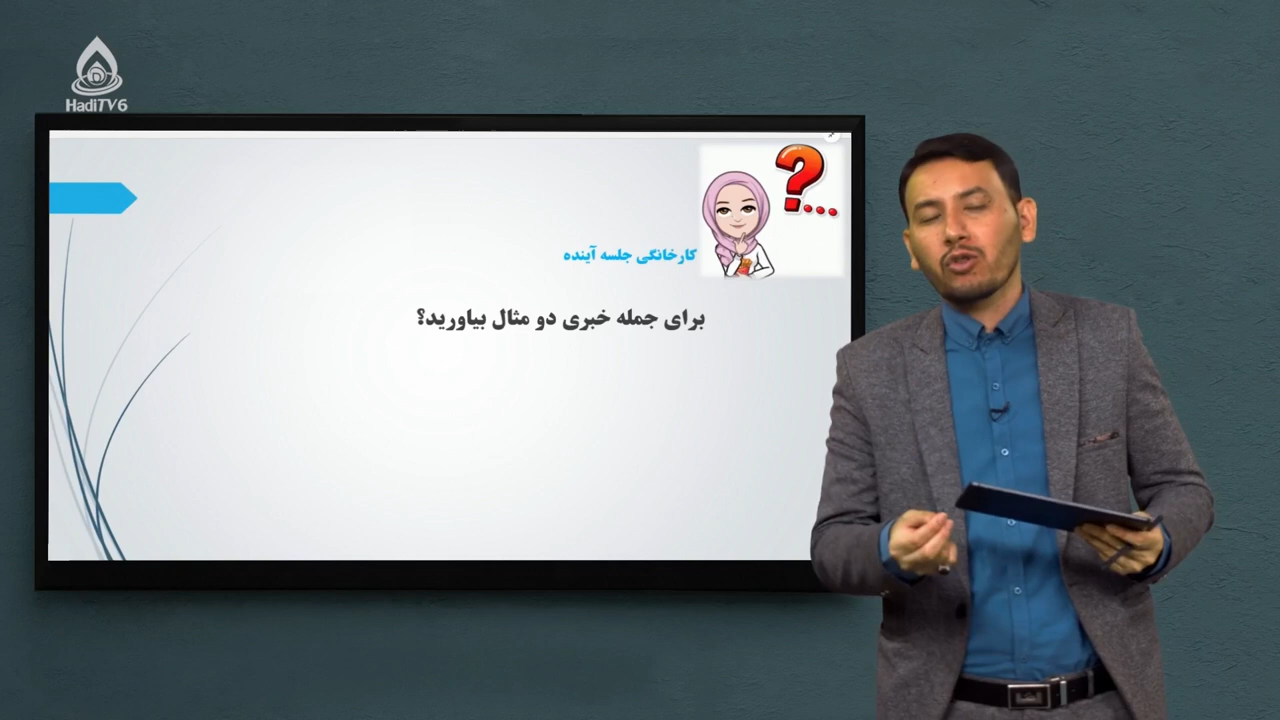 HadiTV6
کارخانگی جلسه آینده
برای جمله خبری دو مثال بیاورید؟